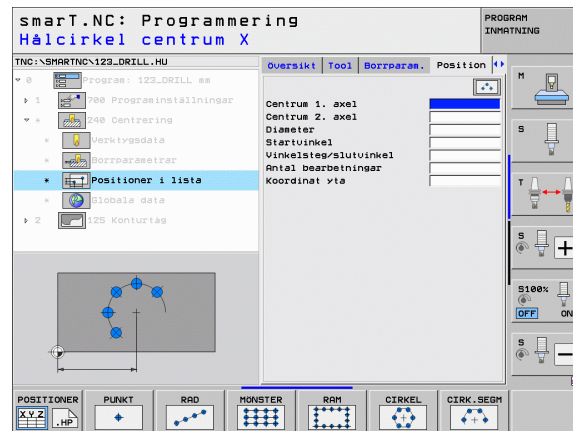 smarT.NC: Programmering
Hålcirkel centrum X
PROGRAM
INMATNING
TNC:\SMARTNC\123_DRILL.HU
0 Program: 123_DRILL mm
1 700 Programinställningar
* 240 Centrering
* Verktygsdata
* Borrparametrar
* Positioner i lista
* Globala data
2 125 Konturtåg
Översikt Tool Borrparam. Position
Centrum 1. axel
Centrum 2. axel
Diameter
Startvinkel
Vinkelsteg/slutvinkel
Antal bearbetningar
Koordinat yta
M
S
T
S
S100%
OFF ON
S
POSITIONER
X Y Z
.HP
PUNKT
RAD
MÖNSTER
RAM
CIRKEL
CIRK.SEGM